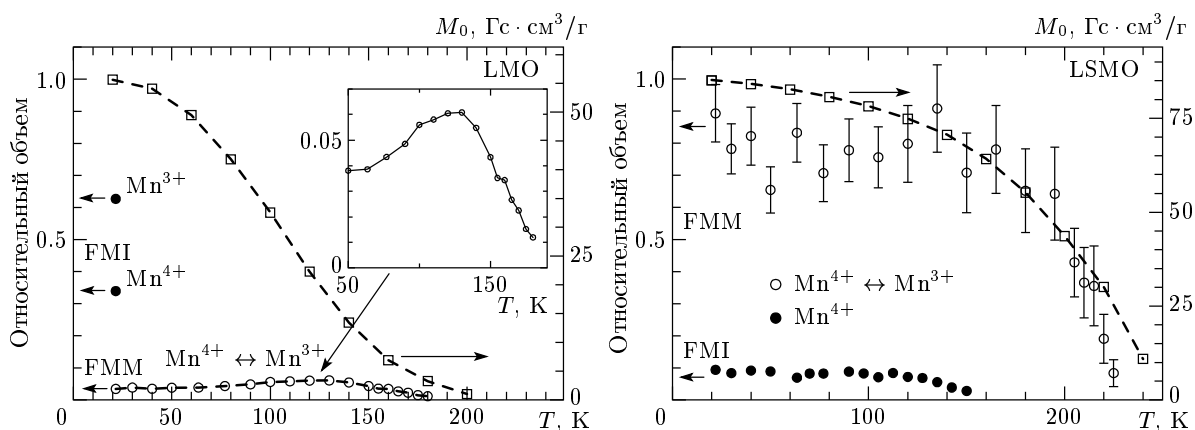 M₀, Гс · см³/г
LMO
1.0
0.5
0
Относительный объем
Mn³⁺
FMI
Mn⁴⁺
FMM
Mn⁴⁺ ↔ Mn³⁺
0.05
0
50
150
T, K
50
25
0
50
100
150
200
T, K
M₀, Гс · см³/г
LSMO
1.0
0.5
0
Относительный объем
FMM
Mn⁴⁺ ↔ Mn³⁺
Mn⁴⁺
FMI
75
50
25
0
100
200
T, K